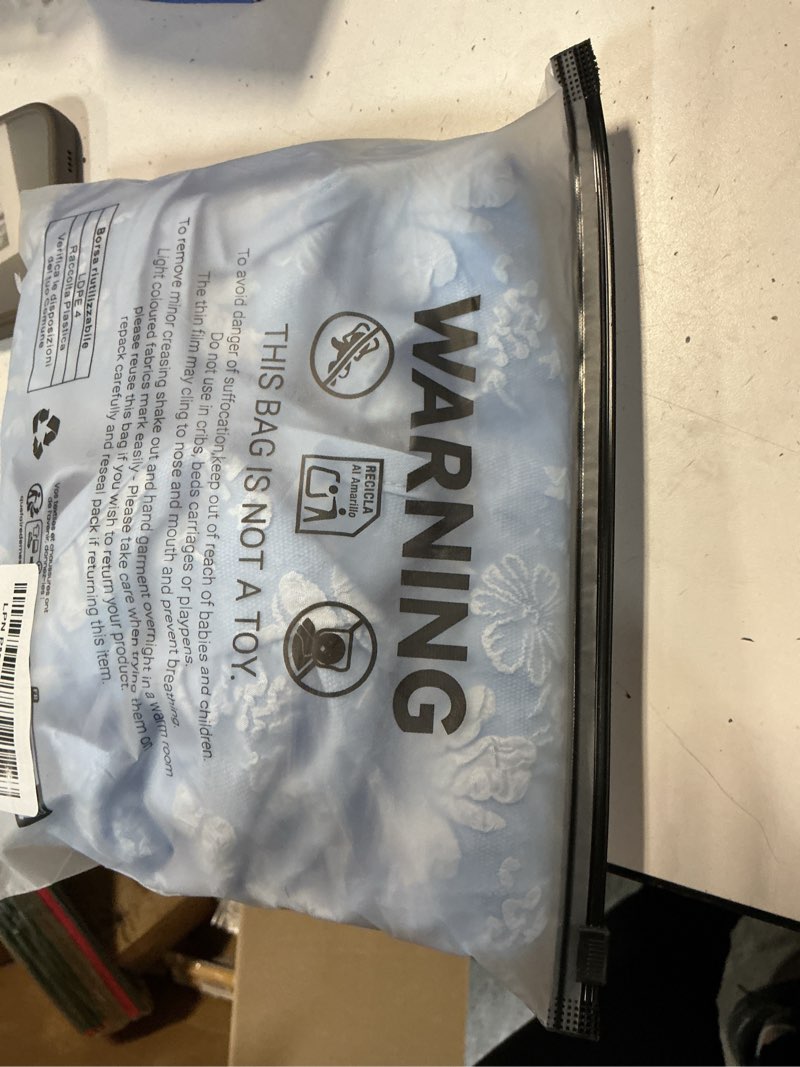 WARNING
RECICLA
Al Amarillo
THIS BAG IS NOT A TOY.
To avoid danger of suffocation,keep out of reach of babies and children.
Do not use in cribs, beds carriages or playpens.
The thin film may cling to nose and mouth and prevent breathing.
To remove minor creasing shake out and hand garment overnight in a warm room
Light coloured fabrics mark easily - Please take care when trying them on
please reuse this bag if you wish to return your product.
repack carefully and reseal pack if returning this item.
Borsa riutilizzabile
LDPE 4
Raccolta Plastica
Verifica le disposizioni
del tuo Comune
FR
LPN